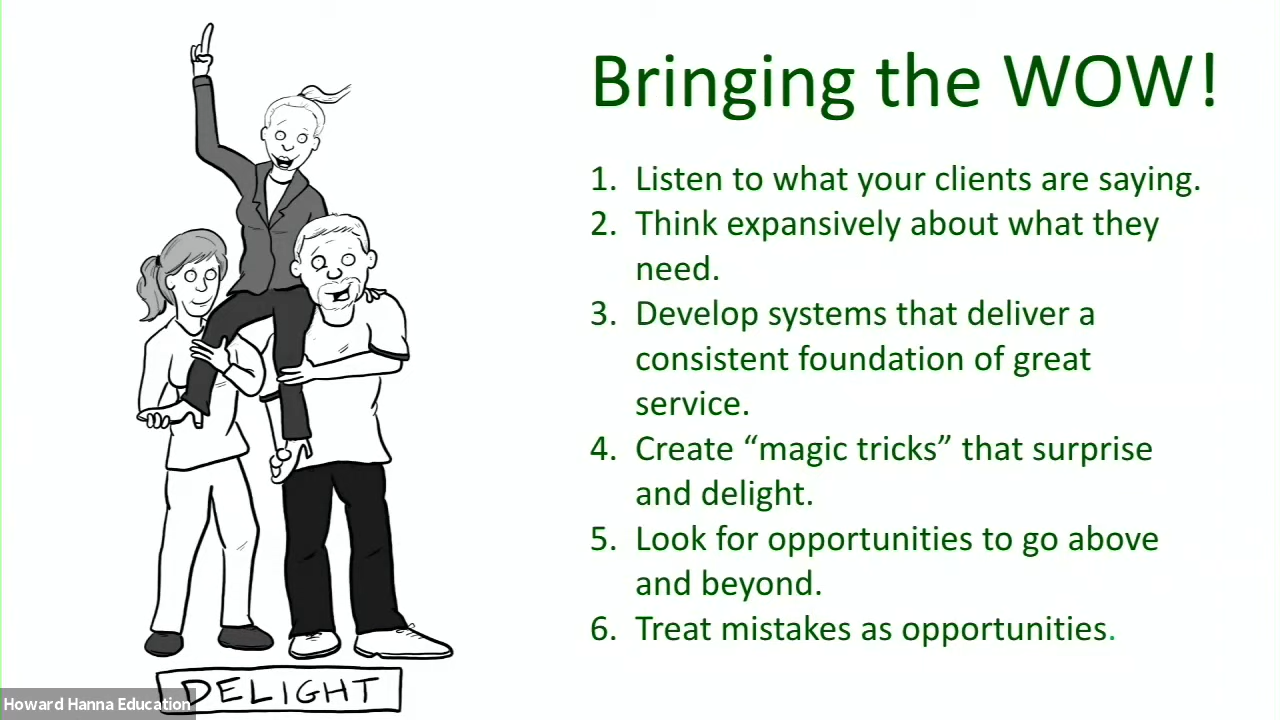 Bringing the WOW!
1. Listen to what your clients are saying.
2. Think expansively about what they
need.
3. Develop systems that deliver a
consistent foundation of great
service.
4. Create “magic tricks” that surprise
and delight.
5. Look for opportunities to go above
and beyond.
6. Treat mistakes as opportunities.
DELIGHT
Howard Hanna Education